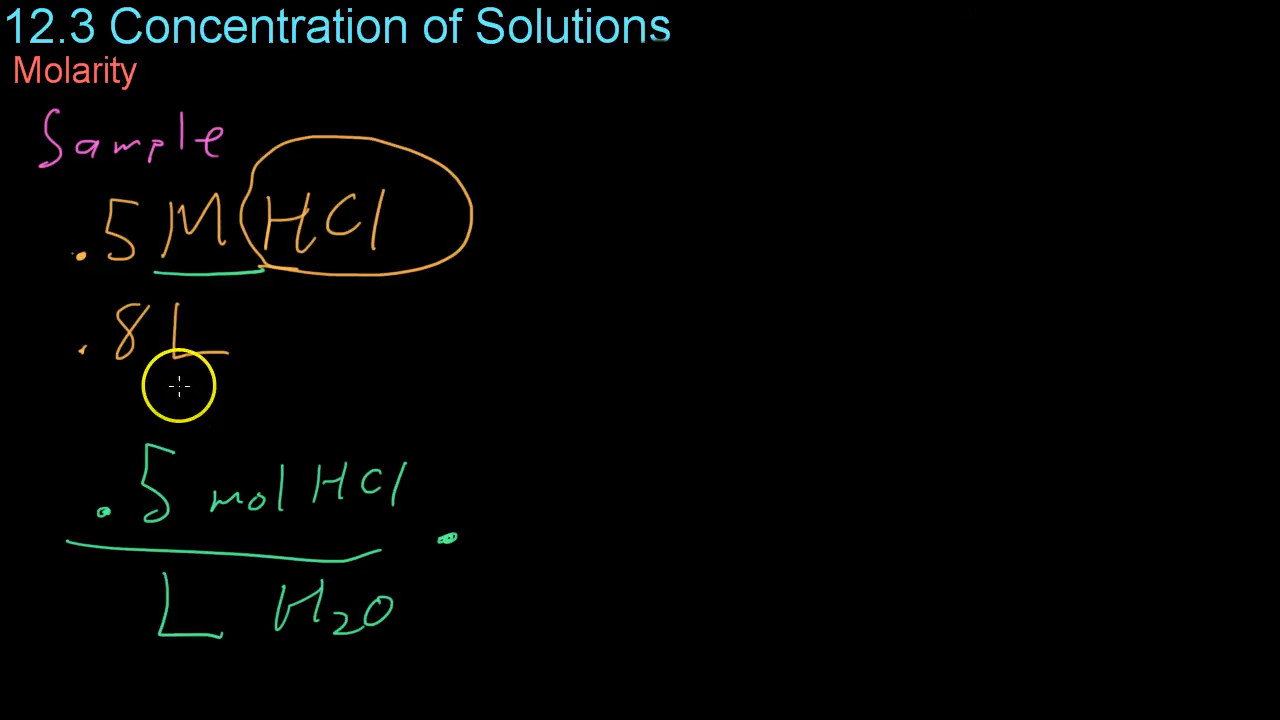 12.3 Concentration of Solutions
Molarity
Sample
.5 M HCl
.8 L
.5 mol HCl .
L H2O